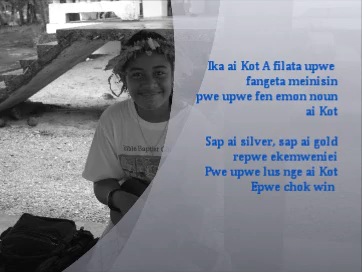 Ika ai Kot A filata upwe
fangeta meinisin
pwe upwe fen emon noun
ai Kot
Sap ai silver, sap ai gold
repwe ekemweniei
Pwe upwe lus nge ai Kot
Epwe chok win